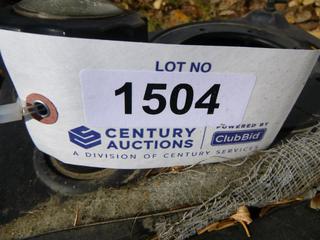 LOT NO
1504
CENTURY
AUCTIONS
POWERED BY
ClubBid
A DIVISION OF CENTURY SERVICES